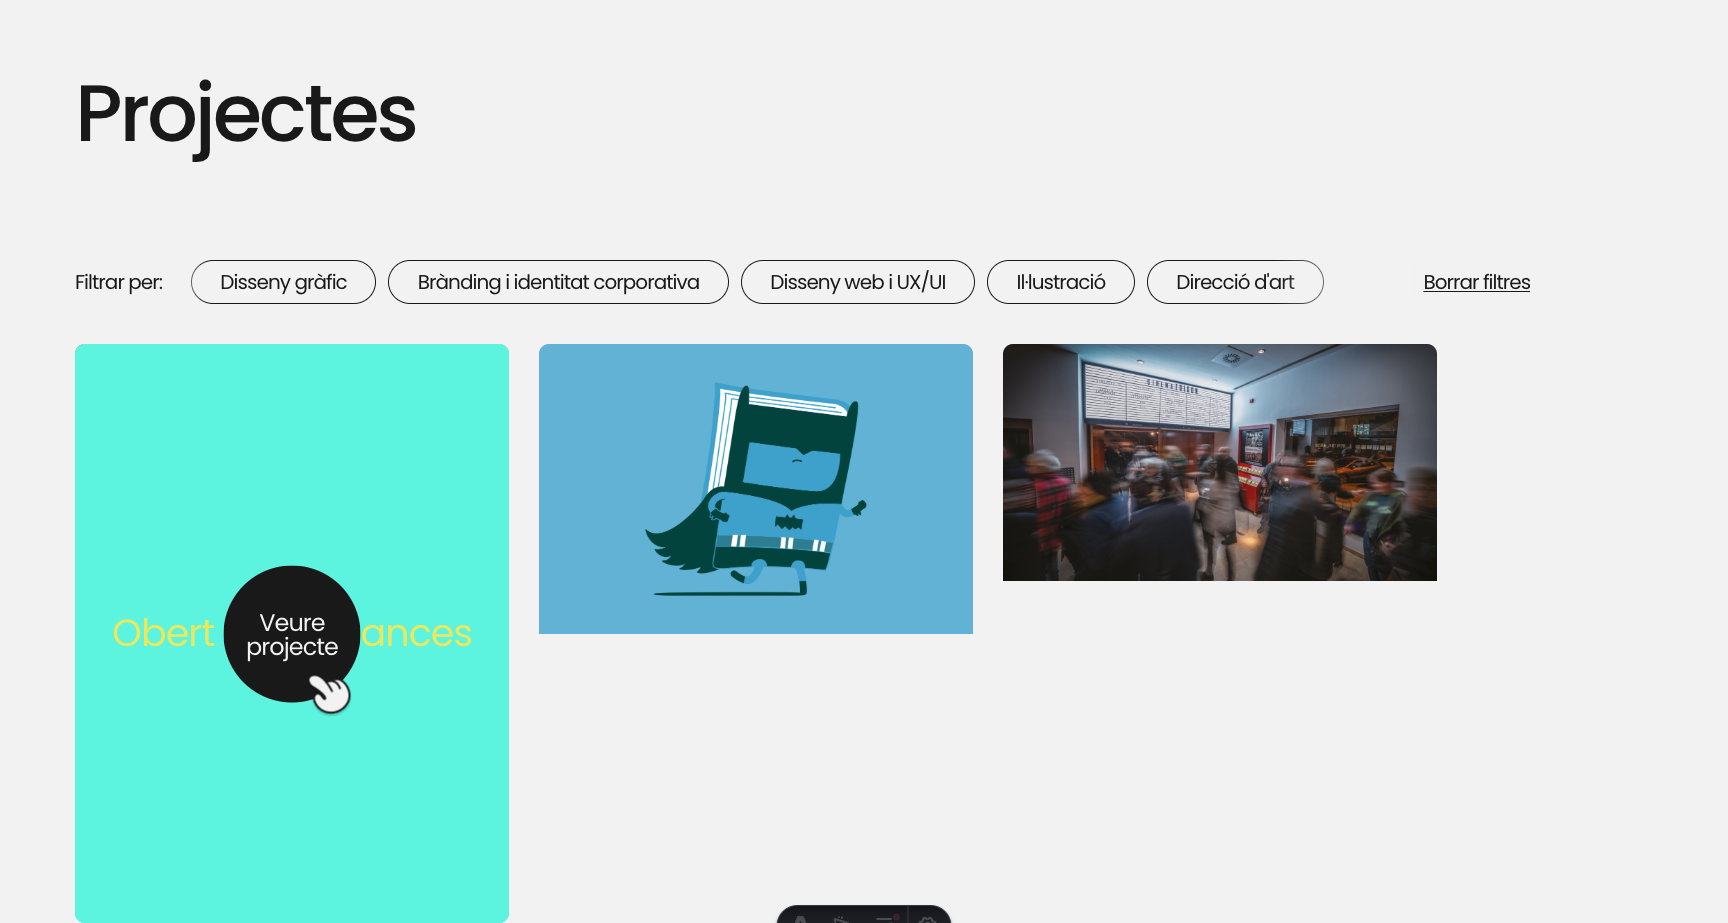 Projectes
Filtrar per:
Disseny gràfic
Brànding i identitat corporativa
Disseny web i UX/UI
Il·lustració
Direcció d'art
Borrar filtres
Obert
ances
Veure
projecte